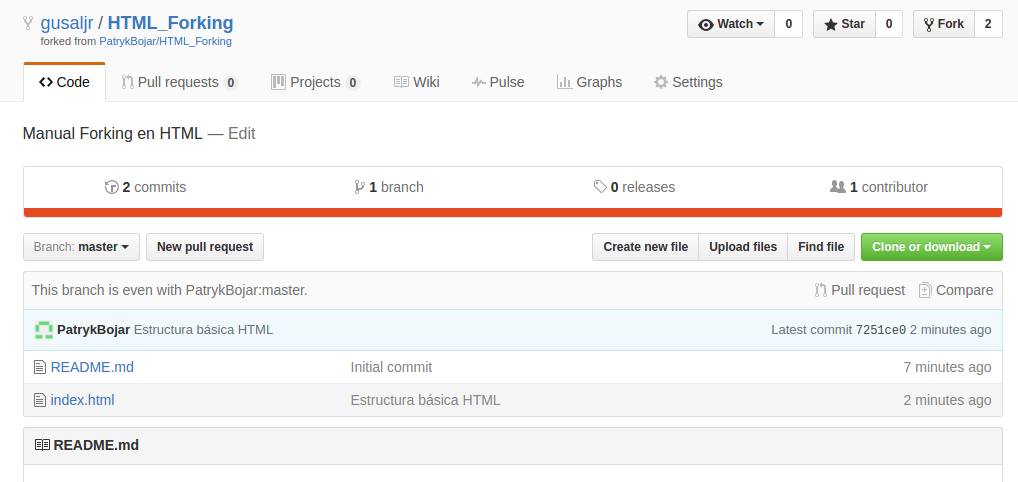 gusaljr / HTML_Forking Watch 0 Star 0 Fork 2
forked from PatrykBojar/HTML_Forking
Code Pull requests 0 Projects 0 Wiki Pulse Graphs Settings
Manual Forking en HTML — Edit
2 commits 1 branch 0 releases 1 contributor
Branch: master New pull request Create new file Upload files Find file Clone or download
This branch is even with PatrykBojar:master. Pull request Compare
PatrykBojar Estructura básica HTML Latest commit 7251ce0 2 minutes ago
README.md Initial commit 7 minutes ago
index.html Estructura básica HTML 2 minutes ago
README.md